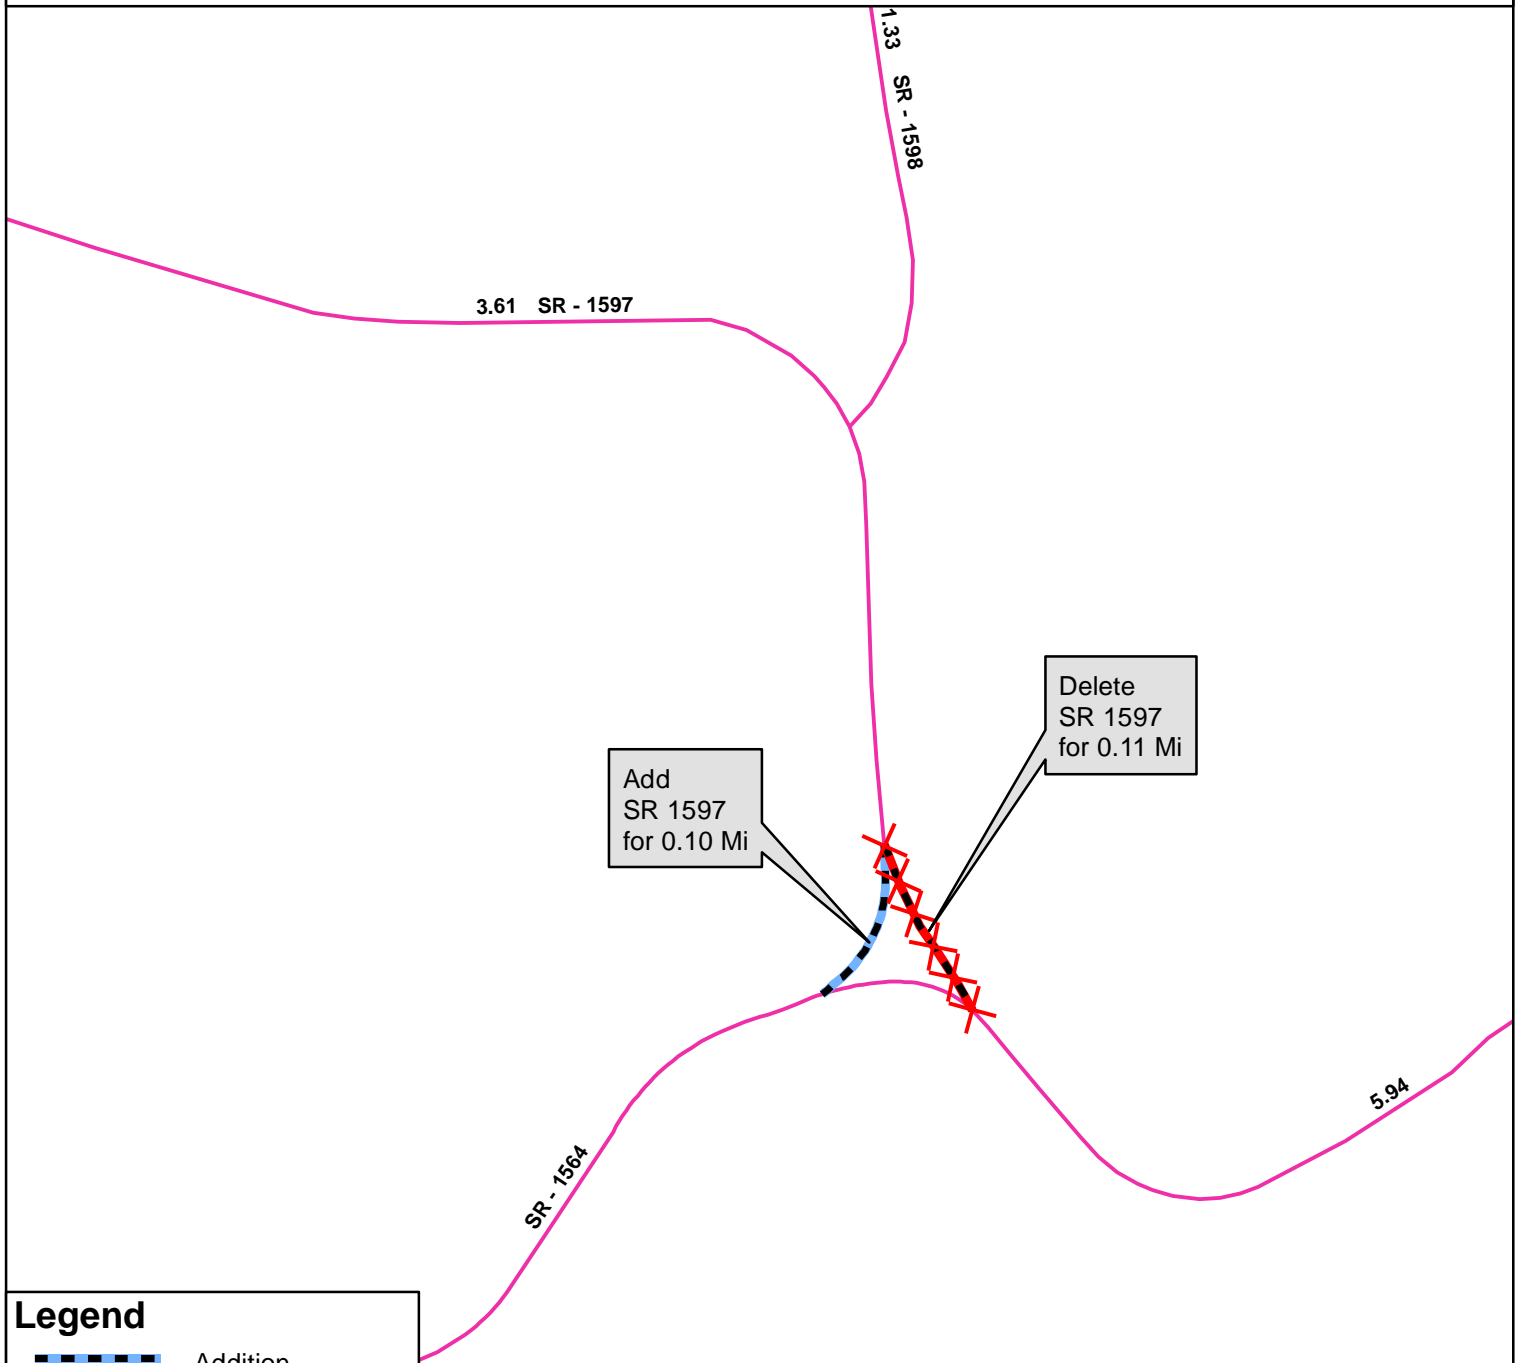 1.33 SR - 1598
3.61 SR - 1597
Delete
SR 1597
for 0.11 Mi
Add
SR 1597
for 0.10 Mi
5.94
SR - 1564
Legend
Addition